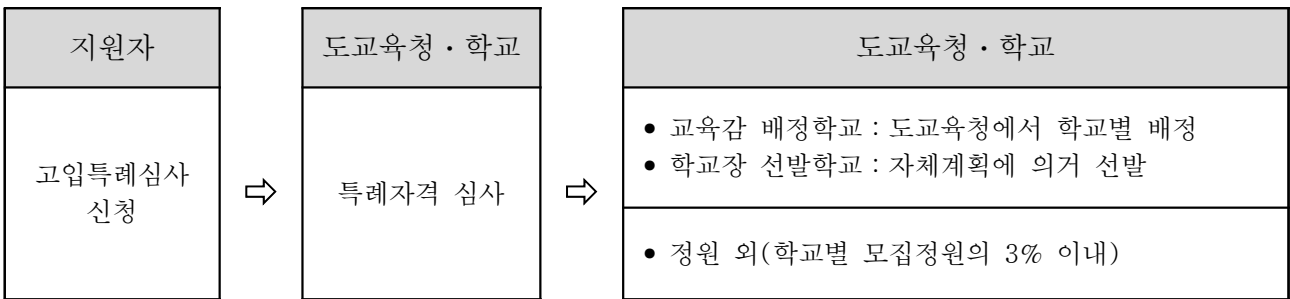 지원자
고입특례심사
신청
⇨
도교육청·학교
특례자격 심사
⇨
도교육청·학교
• 교육감 배정학교 : 도교육청에서 학교별 배정
• 학교장 선발학교 : 자체계획에 의거 선발
• 정원 외(학교별 모집정원의 3% 이내)